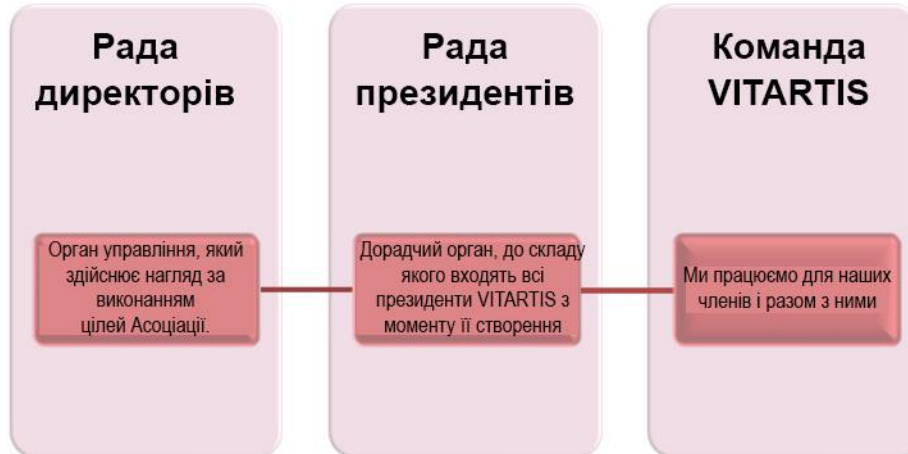 Рада
директорів
Орган управління, який
здійснює нагляд за
виконанням
цілей Асоціації.
Рада
президентів
Дорадчий орган, до складу
якого входять всі
президенти VITARTIS з
моменту її створення
Команда
VITARTIS
Ми працюємо для наших
членів і разом з ними